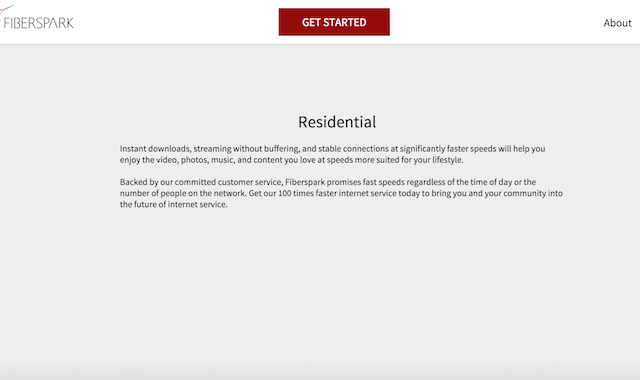 FIBERSPARK
GET STARTED
About
Residential
Instant downloads, streaming without buffering, and stable connections at significantly faster speeds will help you
enjoy the video, photos, music, and content you love at speeds more suited for your lifestyle.
Backed by our committed customer service, Fiberspark promises fast speeds regardless of the time of day or the
number of people on the network. Get our 100 times faster internet service today to bring you and your community into
the future of internet service.